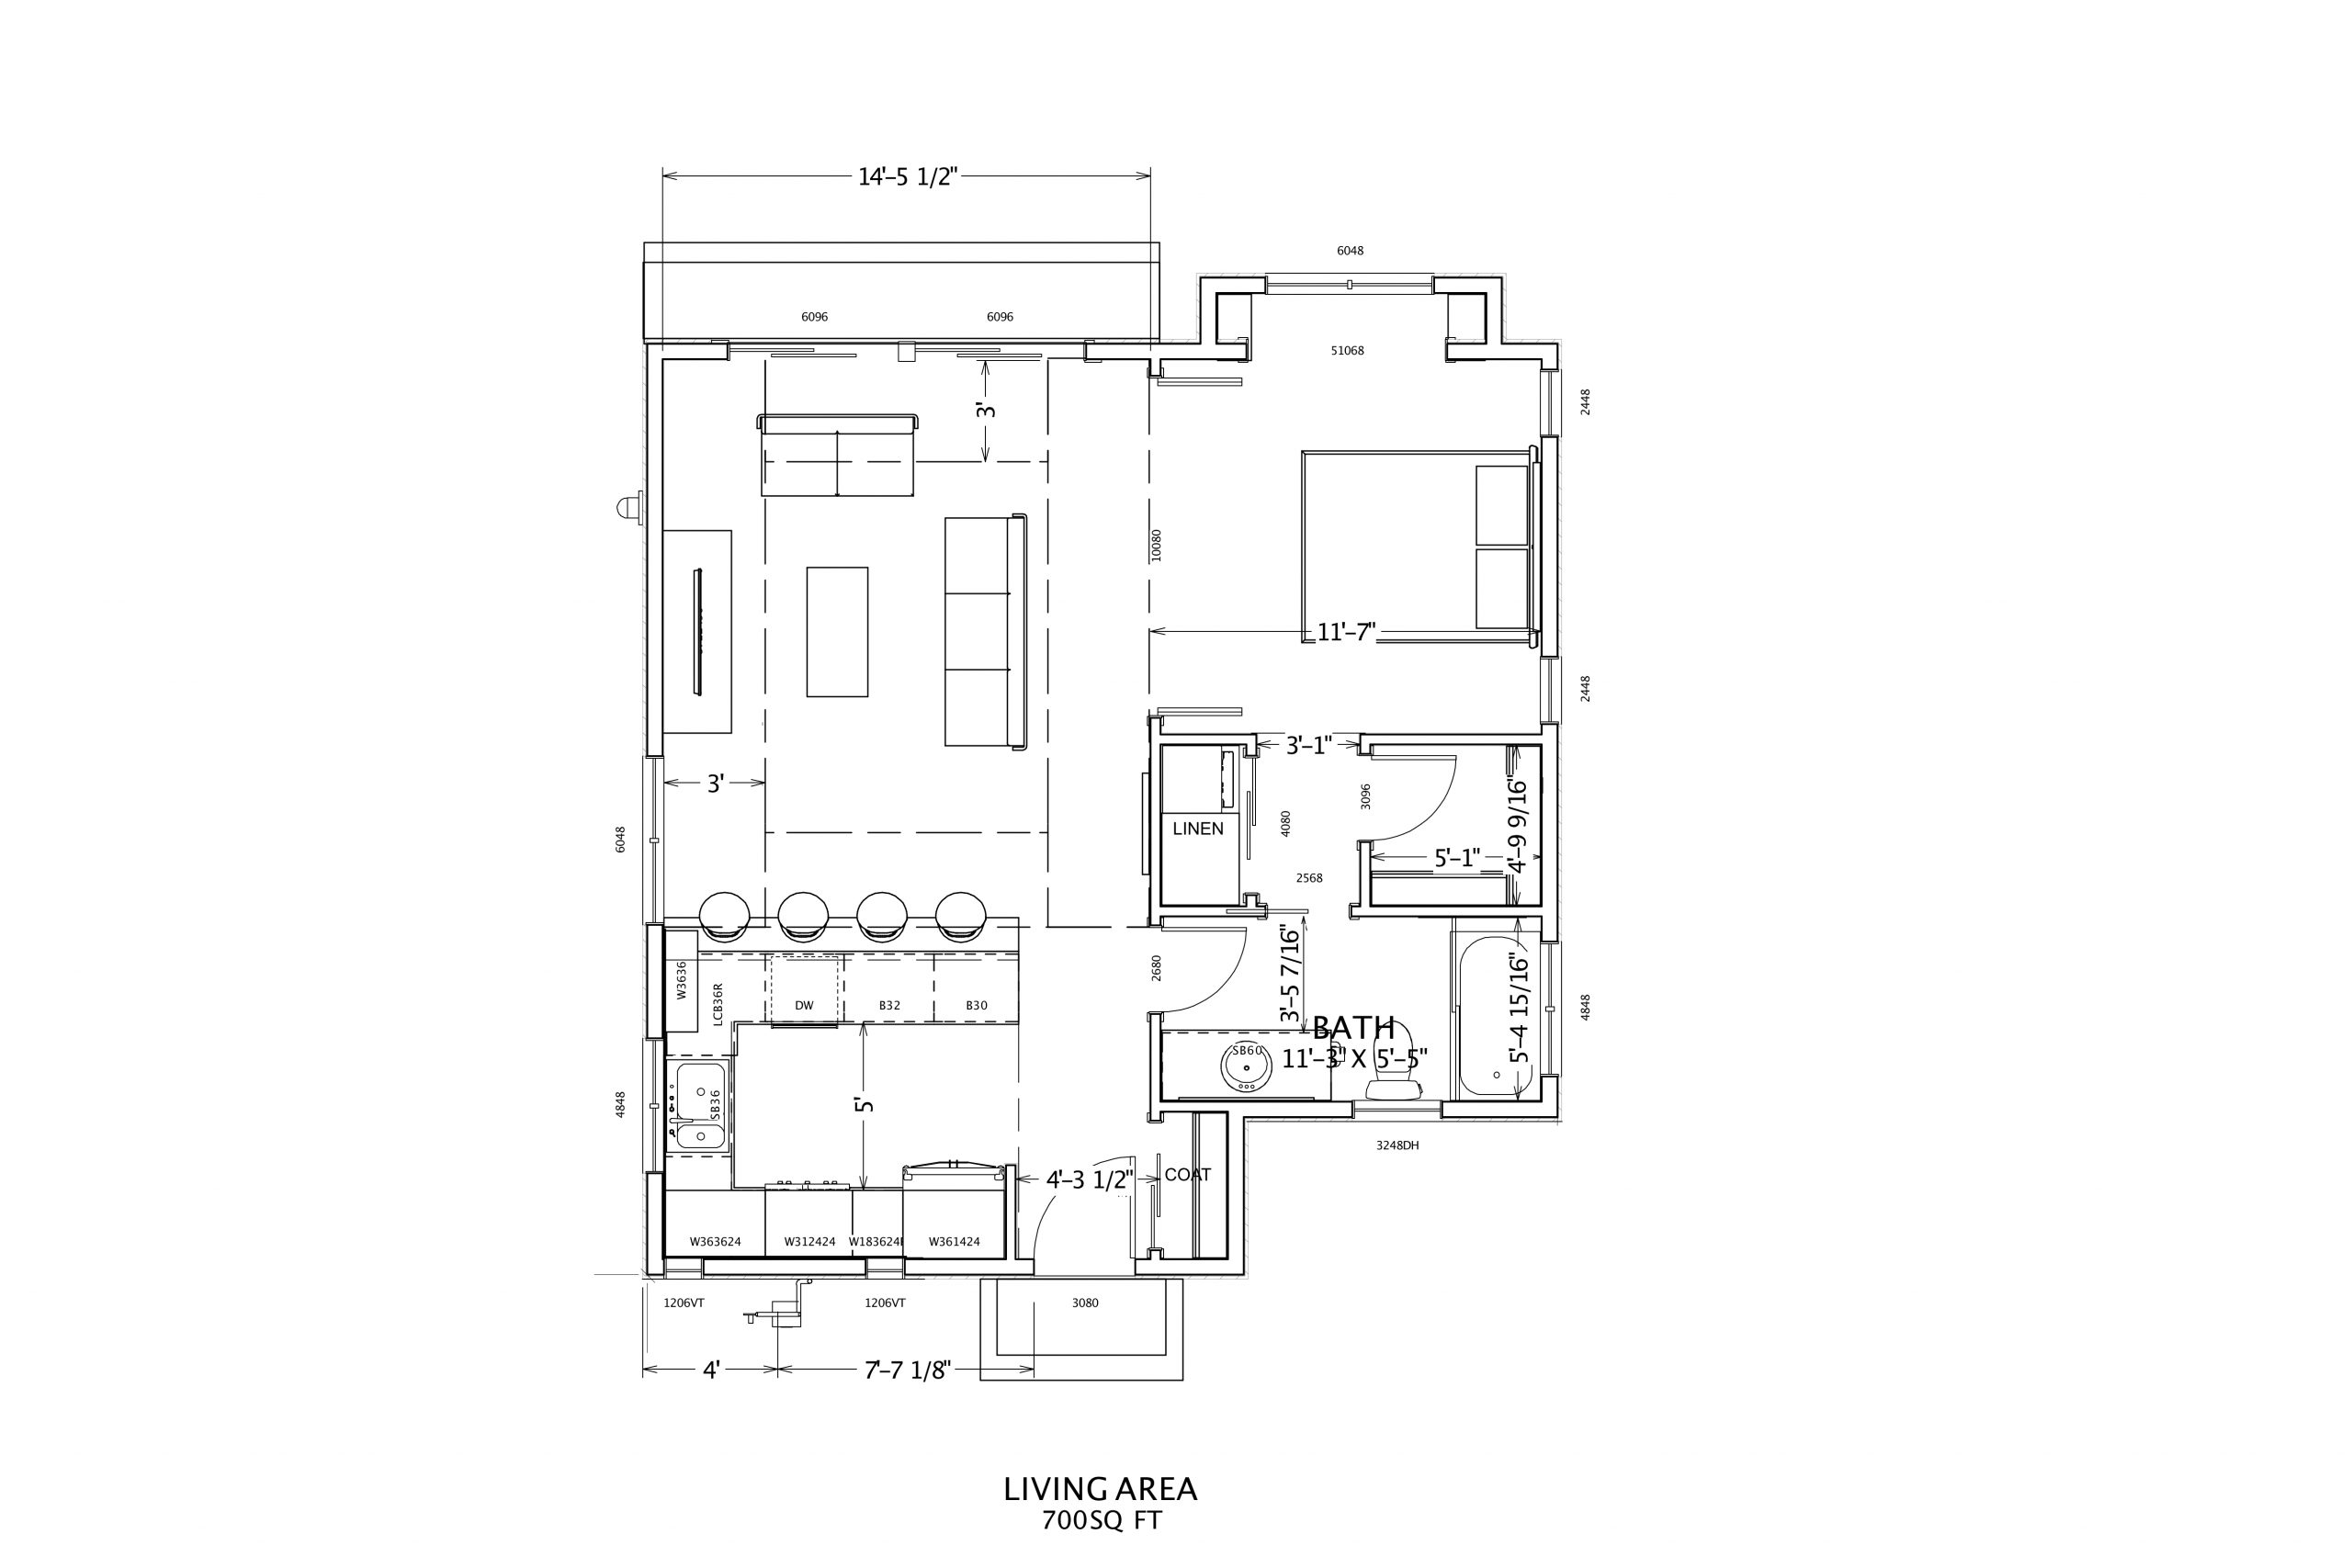 14'-5 1/2"
6048
6096
6096
51068
2448
3'
10080
11'-7"
2448
3'-1"
3'
3096
4'-9 9/16"
LINEN
4080
6048
5'-1"
2568
W3636
LCB36R
DW
B32
B30
2680
3'-5 7/16"
5'-4 15/16"
4848
BATH
11'-3" X 5'-5"
SB60
SB36
4848
5'
3248DH
4'-3 1/2"
COAT
W363624
W312424
W183624
W361424
1206VT
1206VT
3080
4'
7'-7 1/8"
LIVING AREA
700 SQ FT